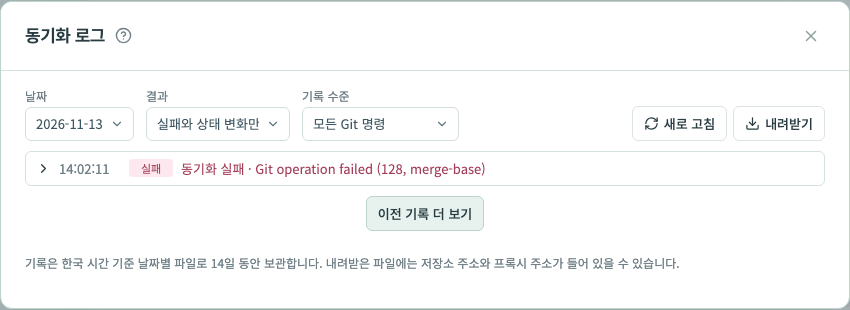 동기화 로그
날짜
결과
기록 수준
2026-11-13
실패와 상태 변화만
모든 Git 명령
새로 고침
내려받기
14:02:11 실패 동기화 실패 · Git operation failed (128, merge-base)
이전 기록 더 보기
기록은 한국 시간 기준 날짜별 파일로 14일 동안 보관합니다. 내려받은 파일에는 저장소 주소와 프록시 주소가 들어 있을 수 있습니다.